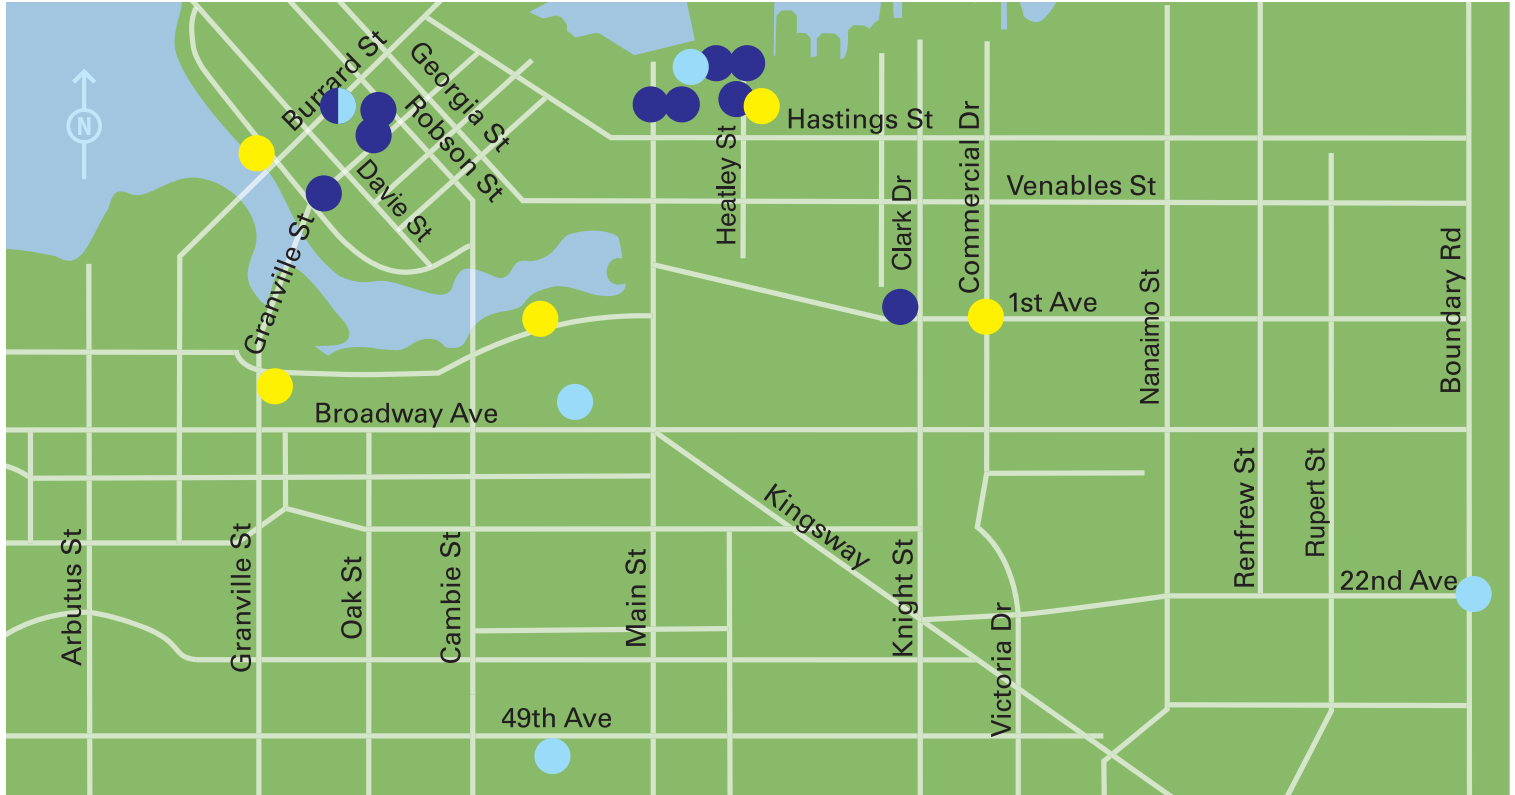 Burrard St
Georgia St
Robson St
Davie St
N
Hastings St
Heatley St
Commercial Dr
Venables St
Clark Dr
Granville St
1st Ave
Nanaimo St
Boundary Rd
Broadway Ave
Kingsway
Renfrew St
Rupert St
Arbutus St
Granville St
Oak St
Cambie St
Main St
Knight St
22nd Ave
Victoria Dr
49th Ave